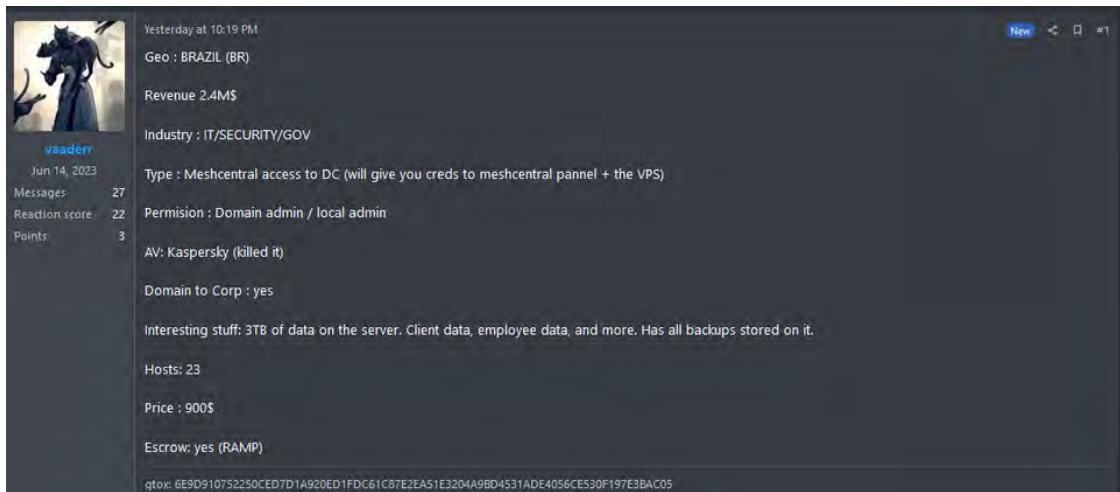 Yesterday at 10:19 PM
New
#1
Geo : BRAZIL (BR)
Revenue 2.4M$
Industry : IT/SECURITY/GOV
vaaderr
Jun 14, 2023
Type : Meshcentral access to DC (will give you creds to meshcentral pannel + the VPS)
Messages 27
Reaction score 22
Permision : Domain admin / local admin
Points 3
AV: Kaspersky (killed it)
Domain to Corp : yes
Interesting stuff: 3TB of data on the server. Client data, employee data, and more. Has all backups stored on it.
Hosts: 23
Price : 900$
Escrow: yes (RAMP)
qtox: 6E9D910752250CED7D1A920ED1FDC61C87E2EA51E3204A9BD4531ADE4056CE530F197E3BAC05